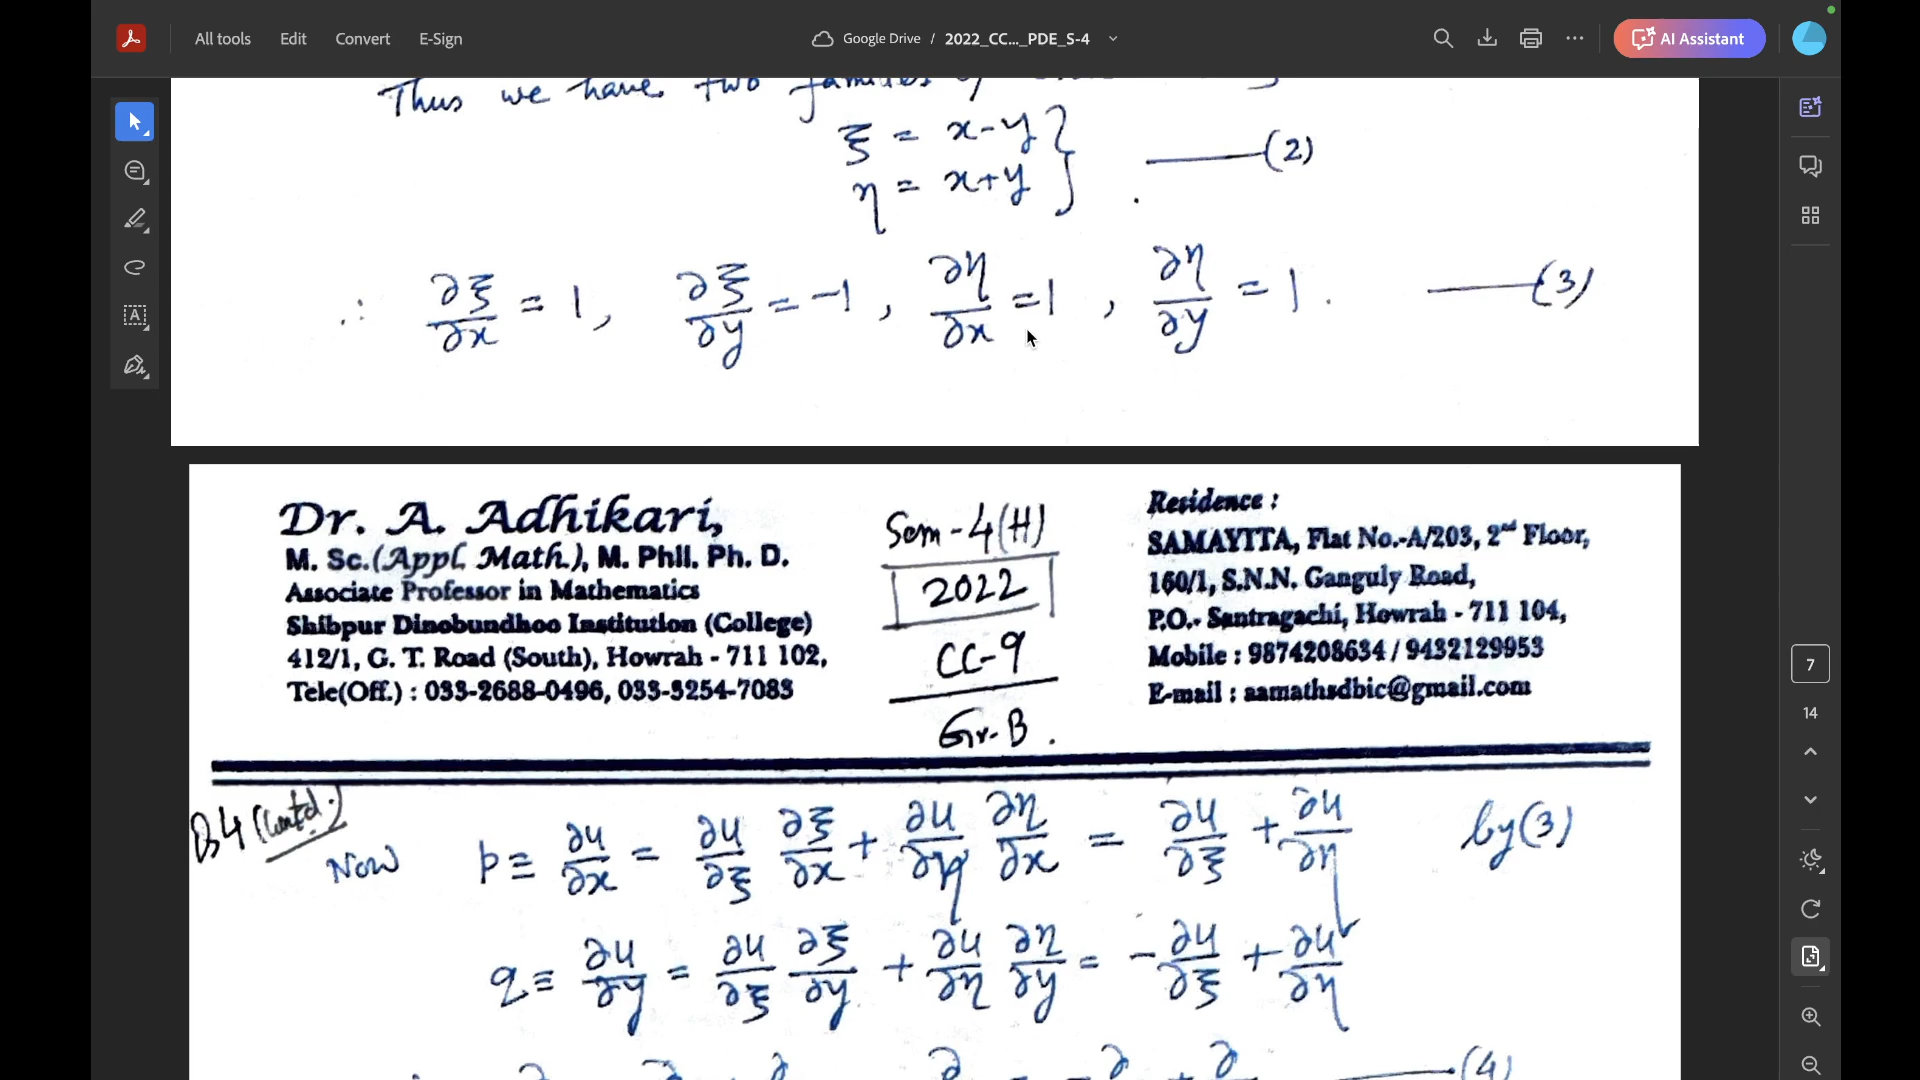 All tools Edit Convert E-Sign Google Drive / 2022_CC..._PDE_S-4 AI Assistant
Thus we have two families of
ξ = x-y
η = x+y } —(2)
∴ ∂ξ/∂x = 1, ∂ξ/∂y = -1, ∂η/∂x = 1, ∂η/∂y = 1. —(3)
Dr. A. Adhikari,
M. Sc.(Appl. Math.), M. Phil. Ph. D.
Associate Professor in Mathematics
Shibpur Dinobundhoo Institution (College)
412/1, G. T. Road (South), Howrah - 711 102,
Tele(Off.) : 033-2688-0496, 033-3254-7083
Sem-4(H)
2022
CC-9
Gr-B.
Residence :
SAMAYITA, Flat No.-A/203, 2nd Floor,
160/1, S.N.N. Ganguly Road,
P.O.- Santragachi, Howrah - 711 104,
Mobile : 9874208634 / 9432129953
E-mail : aamathsdbic@gmail.com
7
14
B4 (Contd.)
Now p ≡ ∂u/∂x = ∂u/∂ξ ∂ξ/∂x + ∂u/∂η ∂η/∂x = ∂u/∂ξ + ∂u/∂η by (3)
q ≡ ∂u/∂y = ∂u/∂ξ ∂ξ/∂y + ∂u/∂η ∂η/∂y = -∂u/∂ξ + ∂u/∂η
—(4)